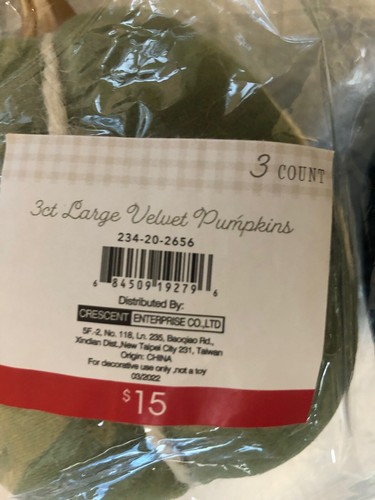 3 COUNT
3ct Large Velvet Pumpkins
234-20-2656
6 84509 19279 6
Distributed By:
CRESCENT ENTERPRISE CO.,LTD
5F.-2, No. 118, Ln. 235, Baoqiao Rd.,
Xindian Dist.,New Taipei City 231, Taiwan
Origin: CHINA
For decorative use only ,not a toy
03/2022
$15